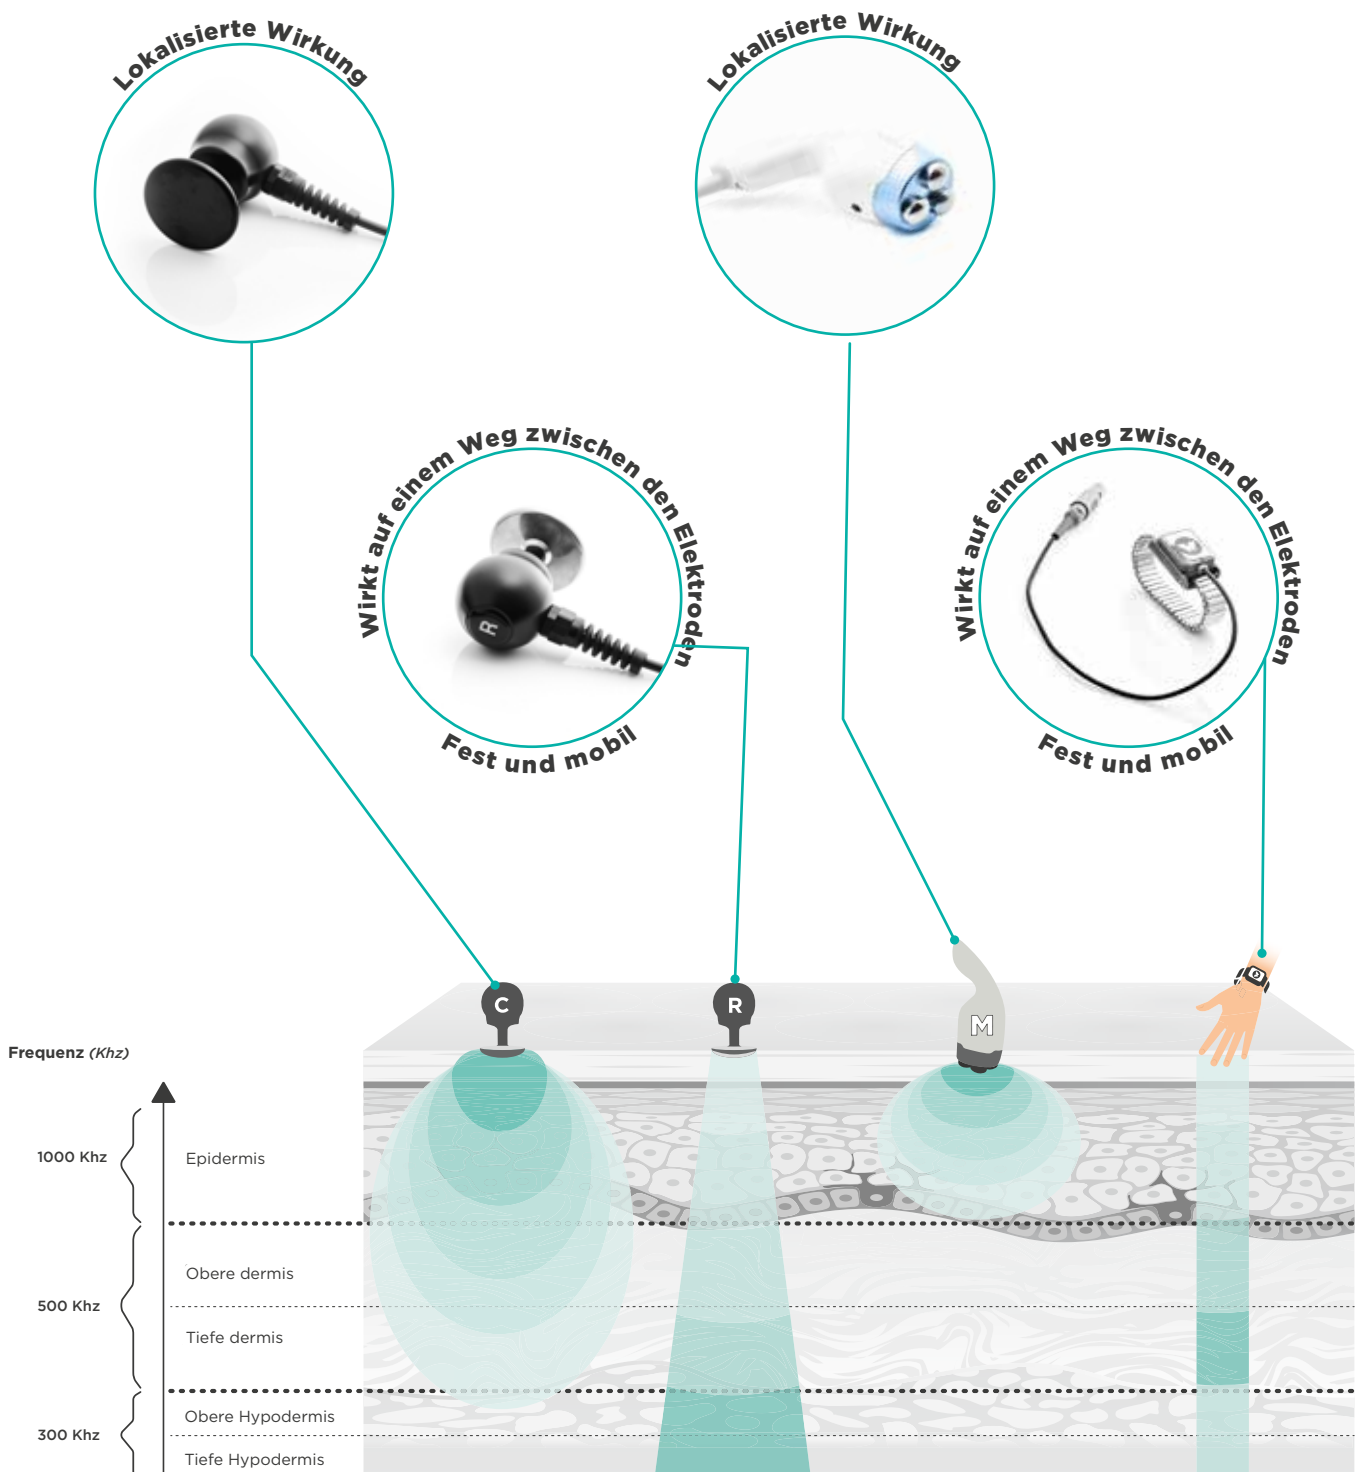 Lokalisierte Wirkung
Lokalisierte Wirkung
Wirkt auf einem Weg zwischen den Elektroden
R
Fest und mobil
Wirkt auf einem Weg zwischen den Elektroden
Fest und mobil
C
R
M
Frequenz (Khz)
1000 Khz
Epidermis
Obere dermis
500 Khz
Tiefe dermis
Obere Hypodermis
300 Khz
Tiefe Hypodermis